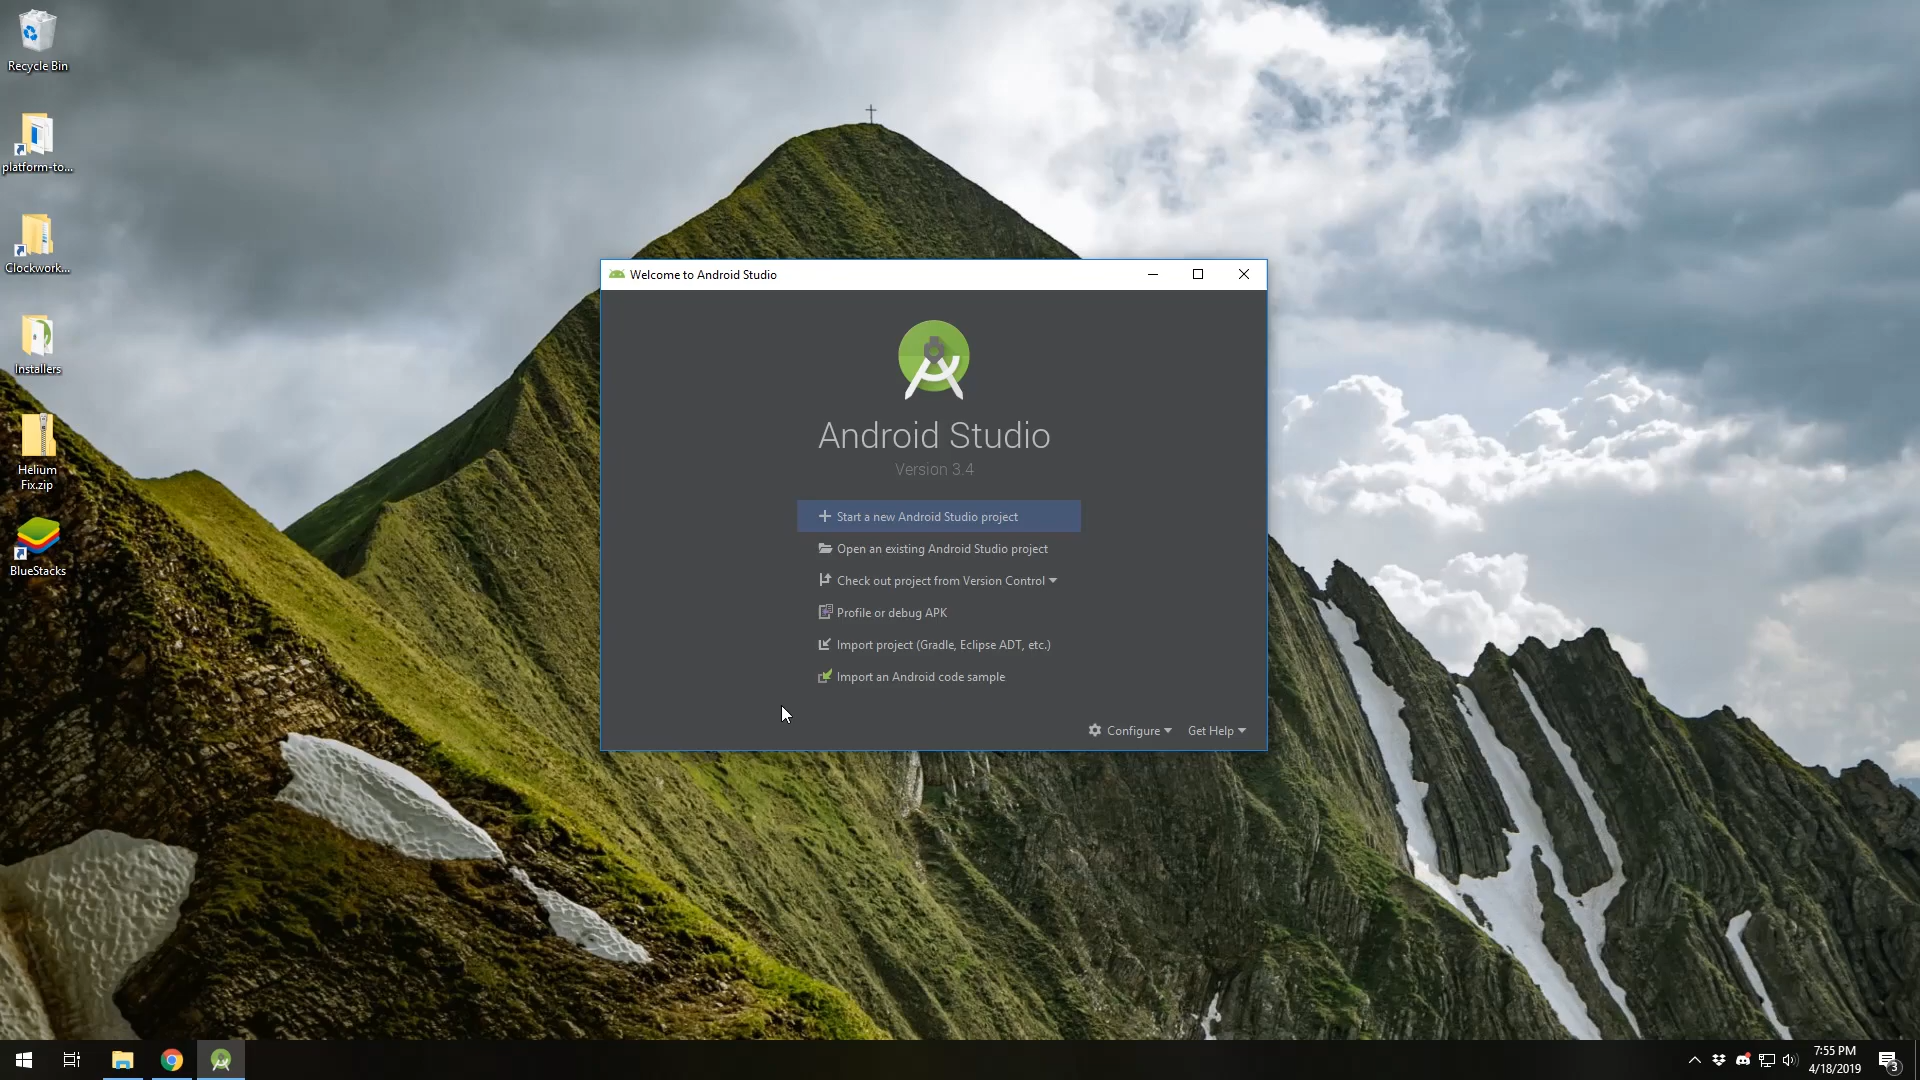 Recycle Bin
platform-to...
Clockwork...
Installers
Helium
Fix.zip
BlueStacks
Welcome to Android Studio
Android Studio
Version 3.4
Start a new Android Studio project
Open an existing Android Studio project
Check out project from Version Control
Profile or debug APK
Import project (Gradle, Eclipse ADT, etc.)
Import an Android code sample
Configure
Get Help
7:55 PM
4/18/2019
3